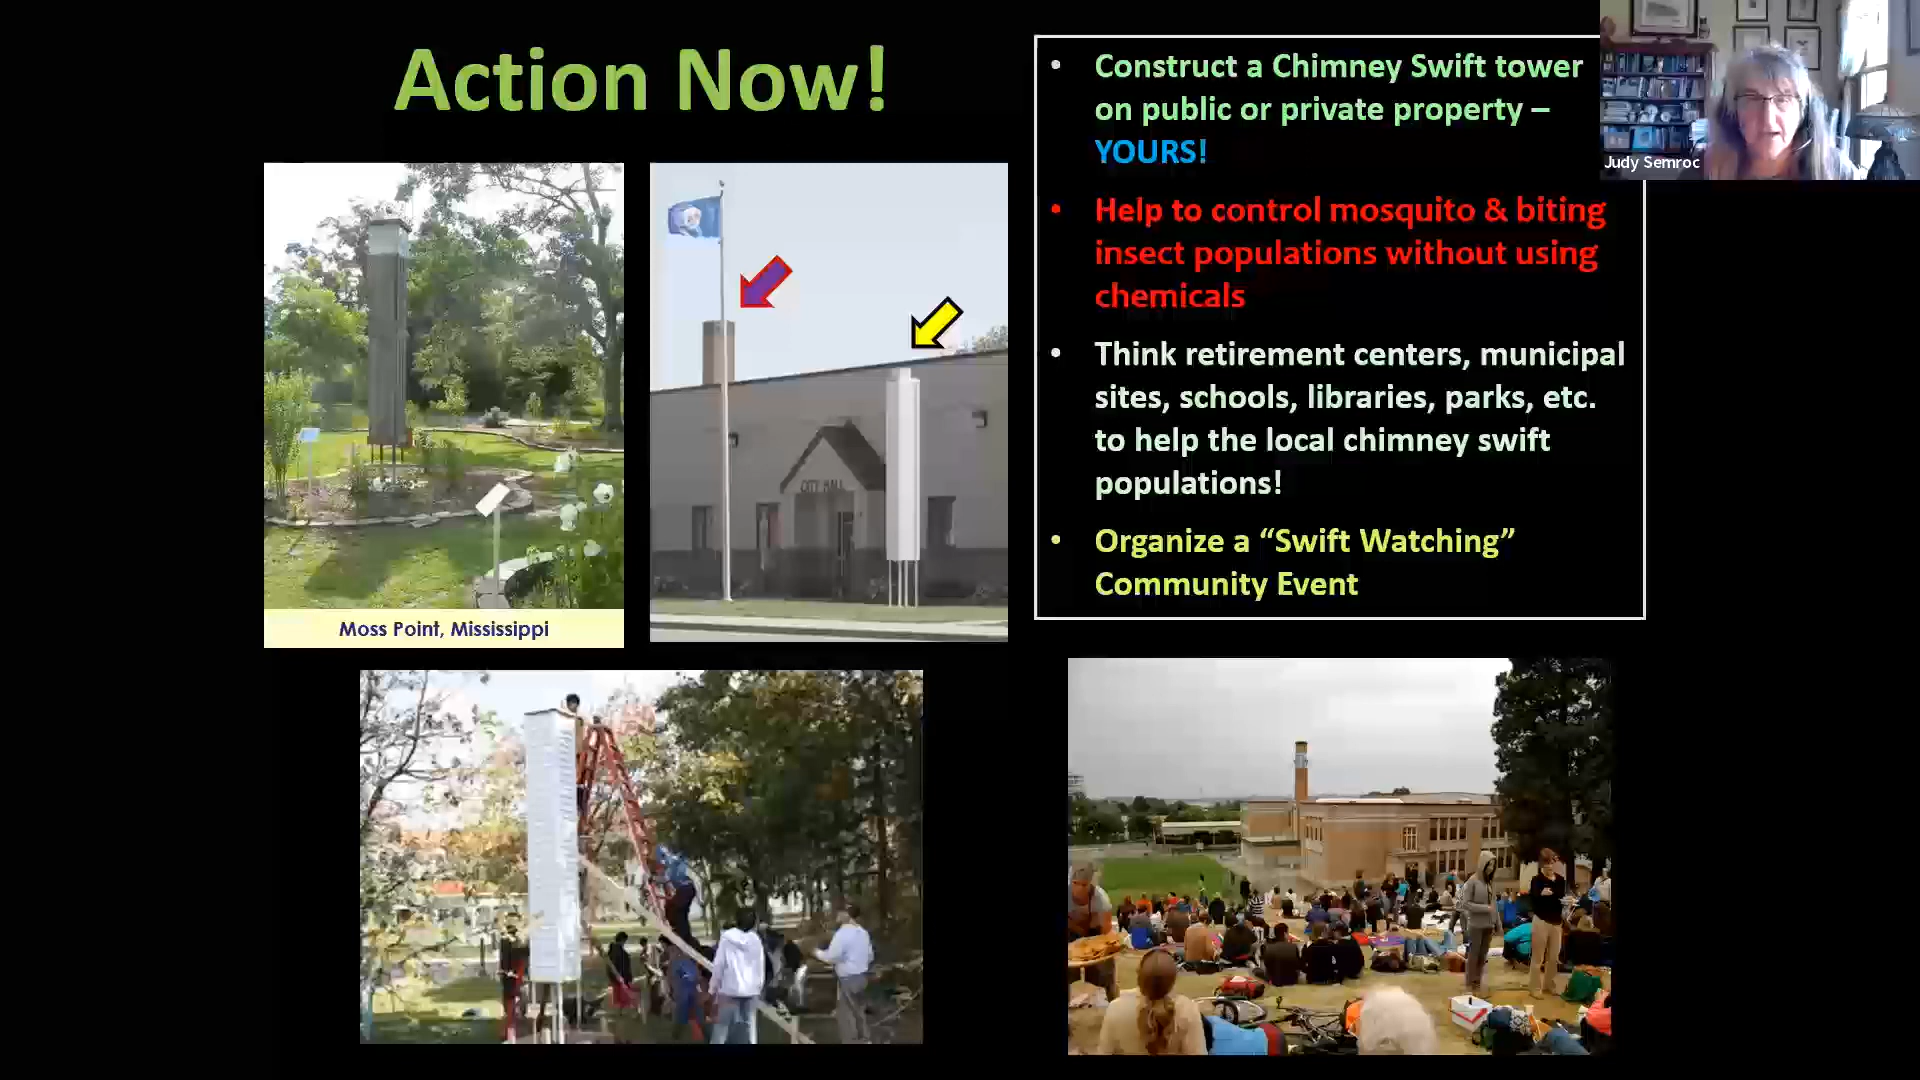 Action Now!
• Construct a Chimney Swift tower
on public or private property –
YOURS!
• Help to control mosquito & biting
insect populations without using
chemicals
• Think retirement centers, municipal
sites, schools, libraries, parks, etc.
to help the local chimney swift
populations!
• Organize a “Swift Watching”
Community Event
Judy Semroc
CITY HALL
Moss Point, Mississippi